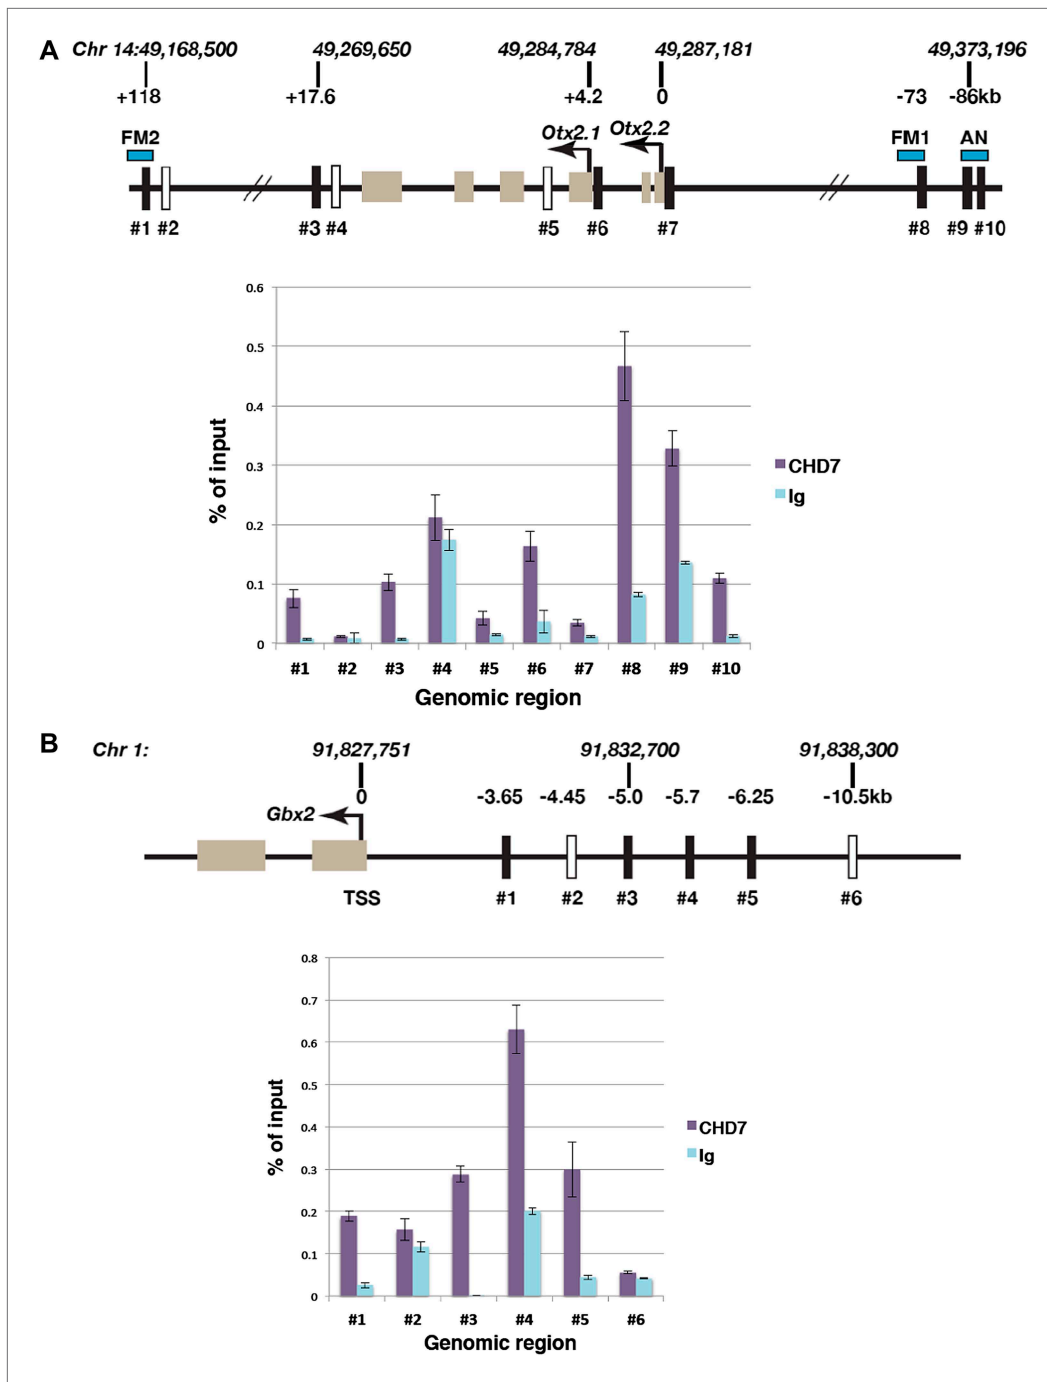 A Chr 14:49,168,500 49,269,650 49,284,784 49,287,181 49,373,196
+118 +17.6 +4.2 0 -73 -86kb
FM2 Otx2.1 Otx2.2 FM1 AN
#1 #2 #3 #4 #5 #6 #7 #8 #9 #10
0.6
0.5
0.4
0.3
0.2
0.1
0
% of input
CHD7
Ig
#1 #2 #3 #4 #5 #6 #7 #8 #9 #10
Genomic region
B Chr 1: 91,827,751 91,832,700 91,838,300
0 -3.65 -4.45 -5.0 -5.7 -6.25 -10.5kb
Gbx2
TSS #1 #2 #3 #4 #5 #6
0.8
0.7
0.6
0.5
0.4
0.3
0.2
0.1
0
% of input
CHD7
Ig
#1 #2 #3 #4 #5 #6
Genomic region